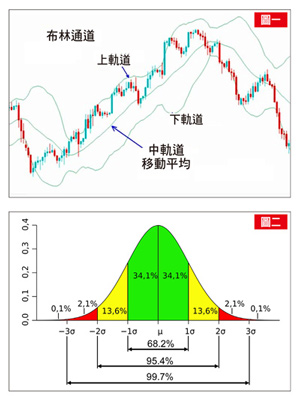 圖一
布林通道
上軌道
下軌道
中軌道
移動平均
圖二
0.4
0.3
0.2
0.1
0.0
34,1% 34,1%
0,1% 2,1% 13,6% 13,6% 2,1% 0,1%
−3σ −2σ −1σ μ 1σ 2σ 3σ
68.2%
95.4%
99.7%